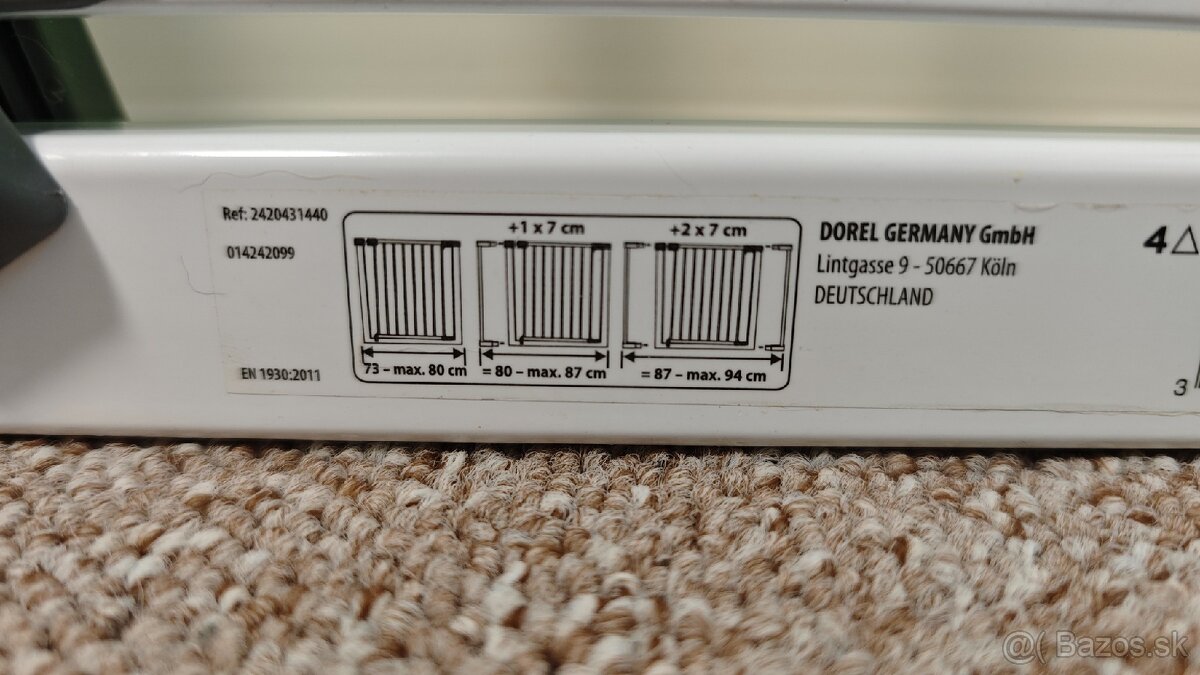 Ref: 2420431440
014242099
EN 1930:2011
+1 x 7 cm
+2 x 7 cm
73 – max. 80 cm
= 80 – max. 87 cm
= 87 – max. 94 cm
DOREL GERMANY GmbH
Lintgasse 9 - 50667 Köln
DEUTSCHLAND
4
3
@( Bazos.sk